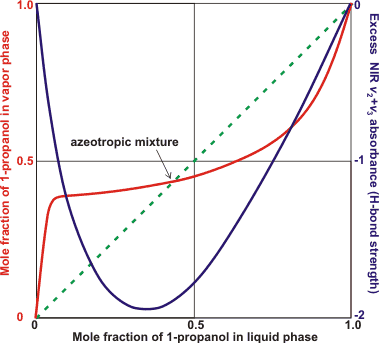 1.0
0.5
0
Mole fraction of 1-propanol in vapor phase
azeotropic mixture
0
-1
-2
Excess NIR ν2+ν3 absorbance (H-bond strength)
0
0.5
1.0
Mole fraction of 1-propanol in liquid phase